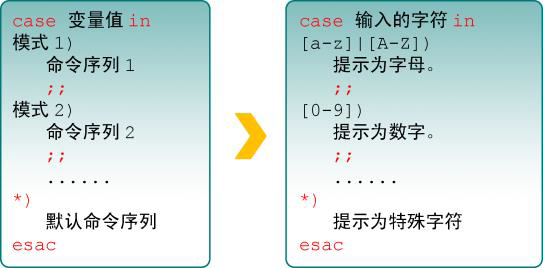 case 变量值 in
模式 1)
命令序列 1
;;
模式 2)
命令序列 2
;;
......
*)
默认命令序列
esac
case 输入的字符 in
[a-z]|[A-Z])
提示为字母。
;;
[0-9])
提示为数字。
;;
......
*)
提示为特殊字符
esac